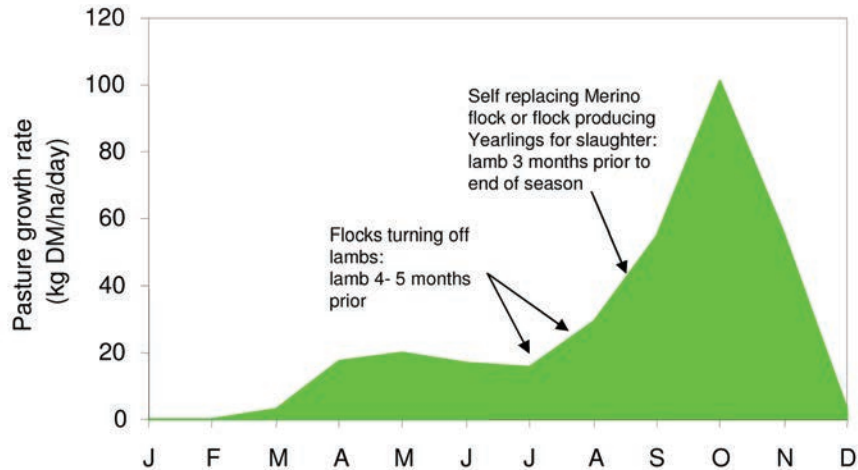 Pasture growth rate
(kg DM/ha/day)
120
100
80
60
40
20
0
Self replacing Merino
flock or flock producing
Yearlings for slaughter:
lamb 3 months prior to
end of season
Flocks turning off
lambs:
lamb 4- 5 months
prior
J F M A M J J A S O N D